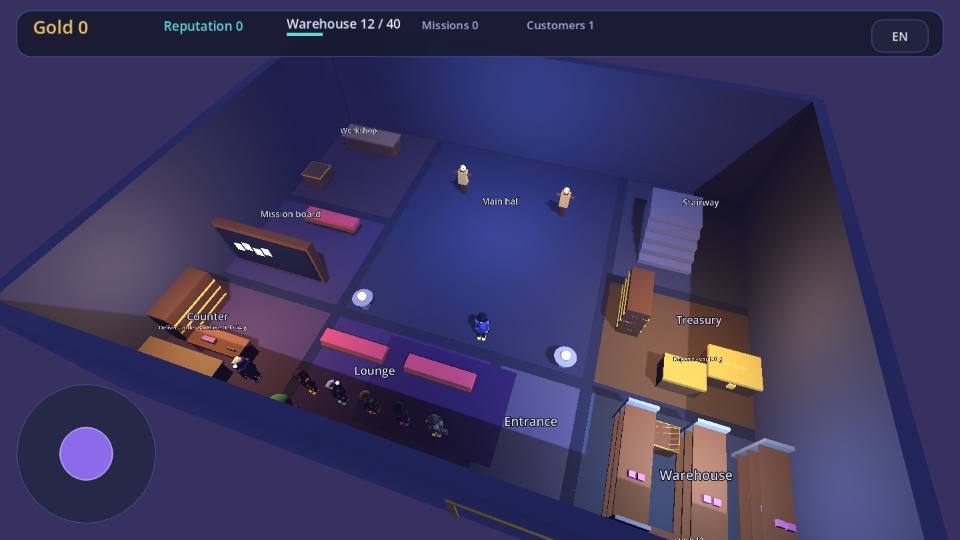 Gold 0
Reputation 0
Warehouse 12 / 40
Missions 0
Customers 1
EN
Workshop
Main hal
Stairway
Mission board
Counter
Treasury
Lounge
Entrance
Warehouse